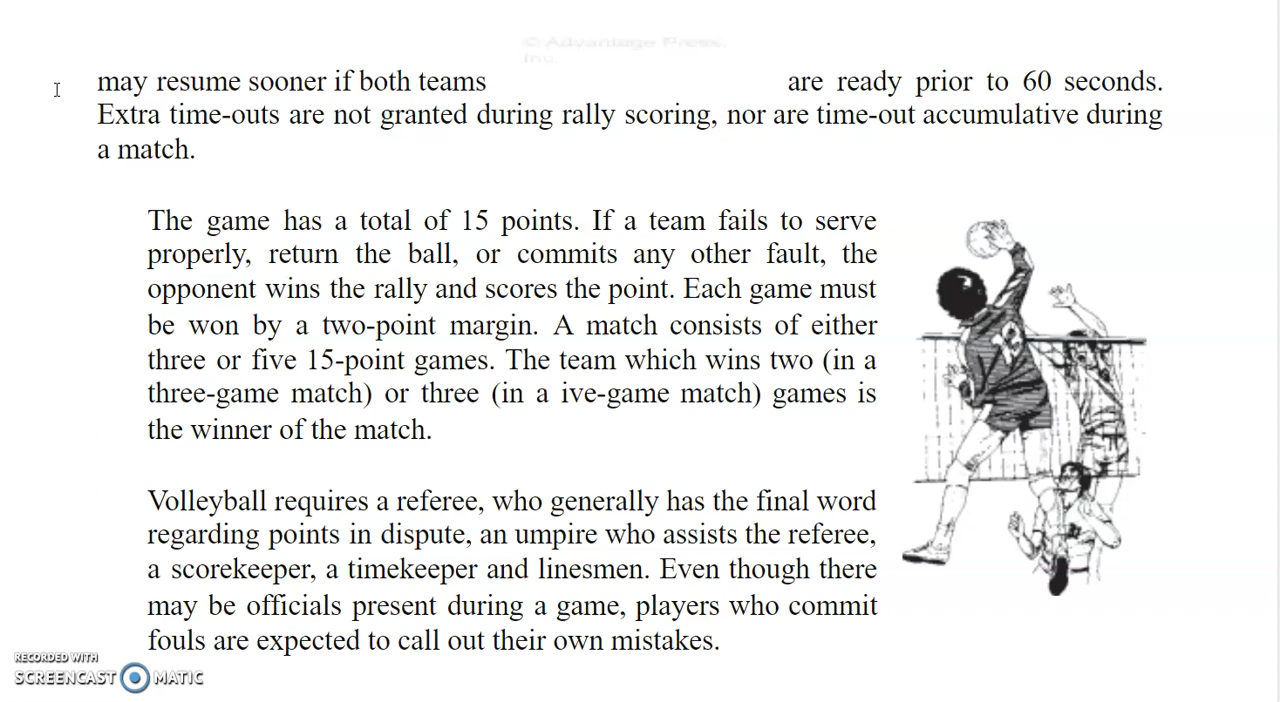 © Advantage Press,
Inc.
may resume sooner if both teams are ready prior to 60 seconds.
Extra time-outs are not granted during rally scoring, nor are time-out accumulative during
a match.
The game has a total of 15 points. If a team fails to serve
properly, return the ball, or commits any other fault, the
opponent wins the rally and scores the point. Each game must
be won by a two-point margin. A match consists of either
three or five 15-point games. The team which wins two (in a
three-game match) or three (in a ive-game match) games is
the winner of the match.
Volleyball requires a referee, who generally has the final word
regarding points in dispute, an umpire who assists the referee,
a scorekeeper, a timekeeper and linesmen. Even though there
may be officials present during a game, players who commit
fouls are expected to call out their own mistakes.
RECORDED WITH
SCREENCAST MATIC